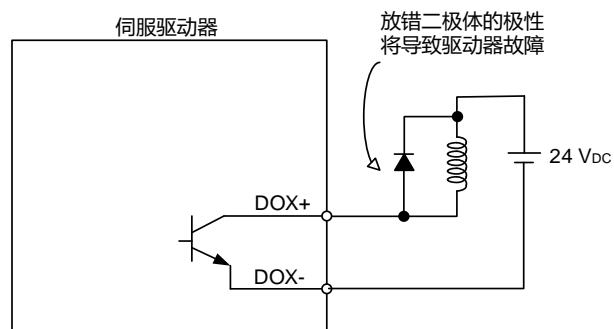 伺服驱动器
放错二极体的极性
将导致驱动器故障
24 VDC
DOX+
DOX-